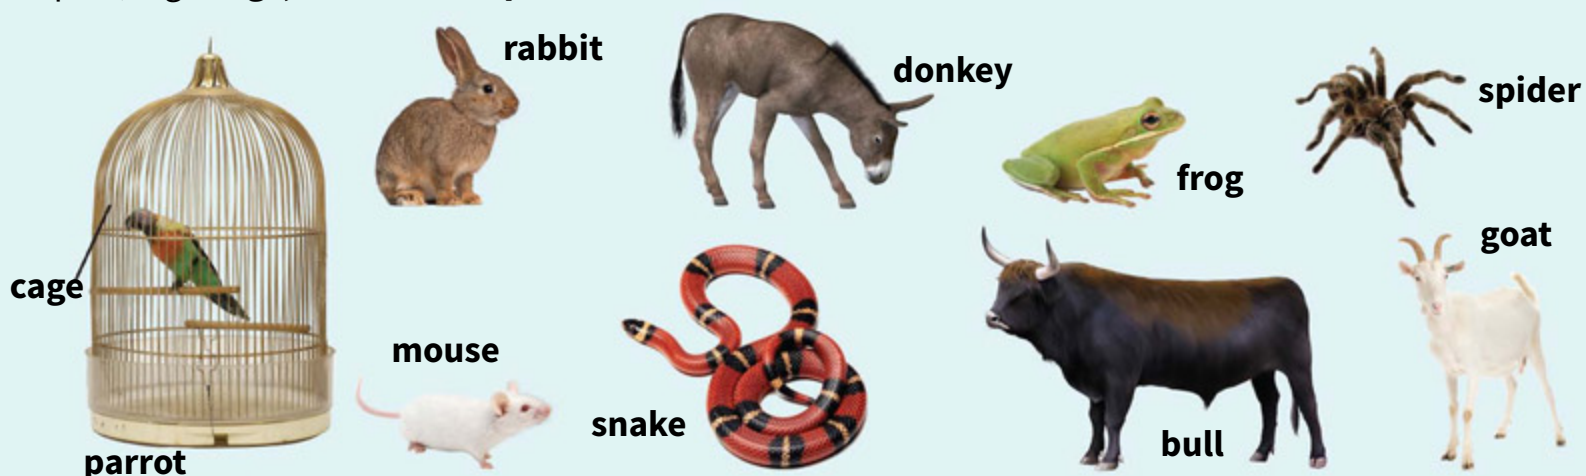 rabbit
donkey
spider
frog
goat
cage
mouse
snake
bull
parrot